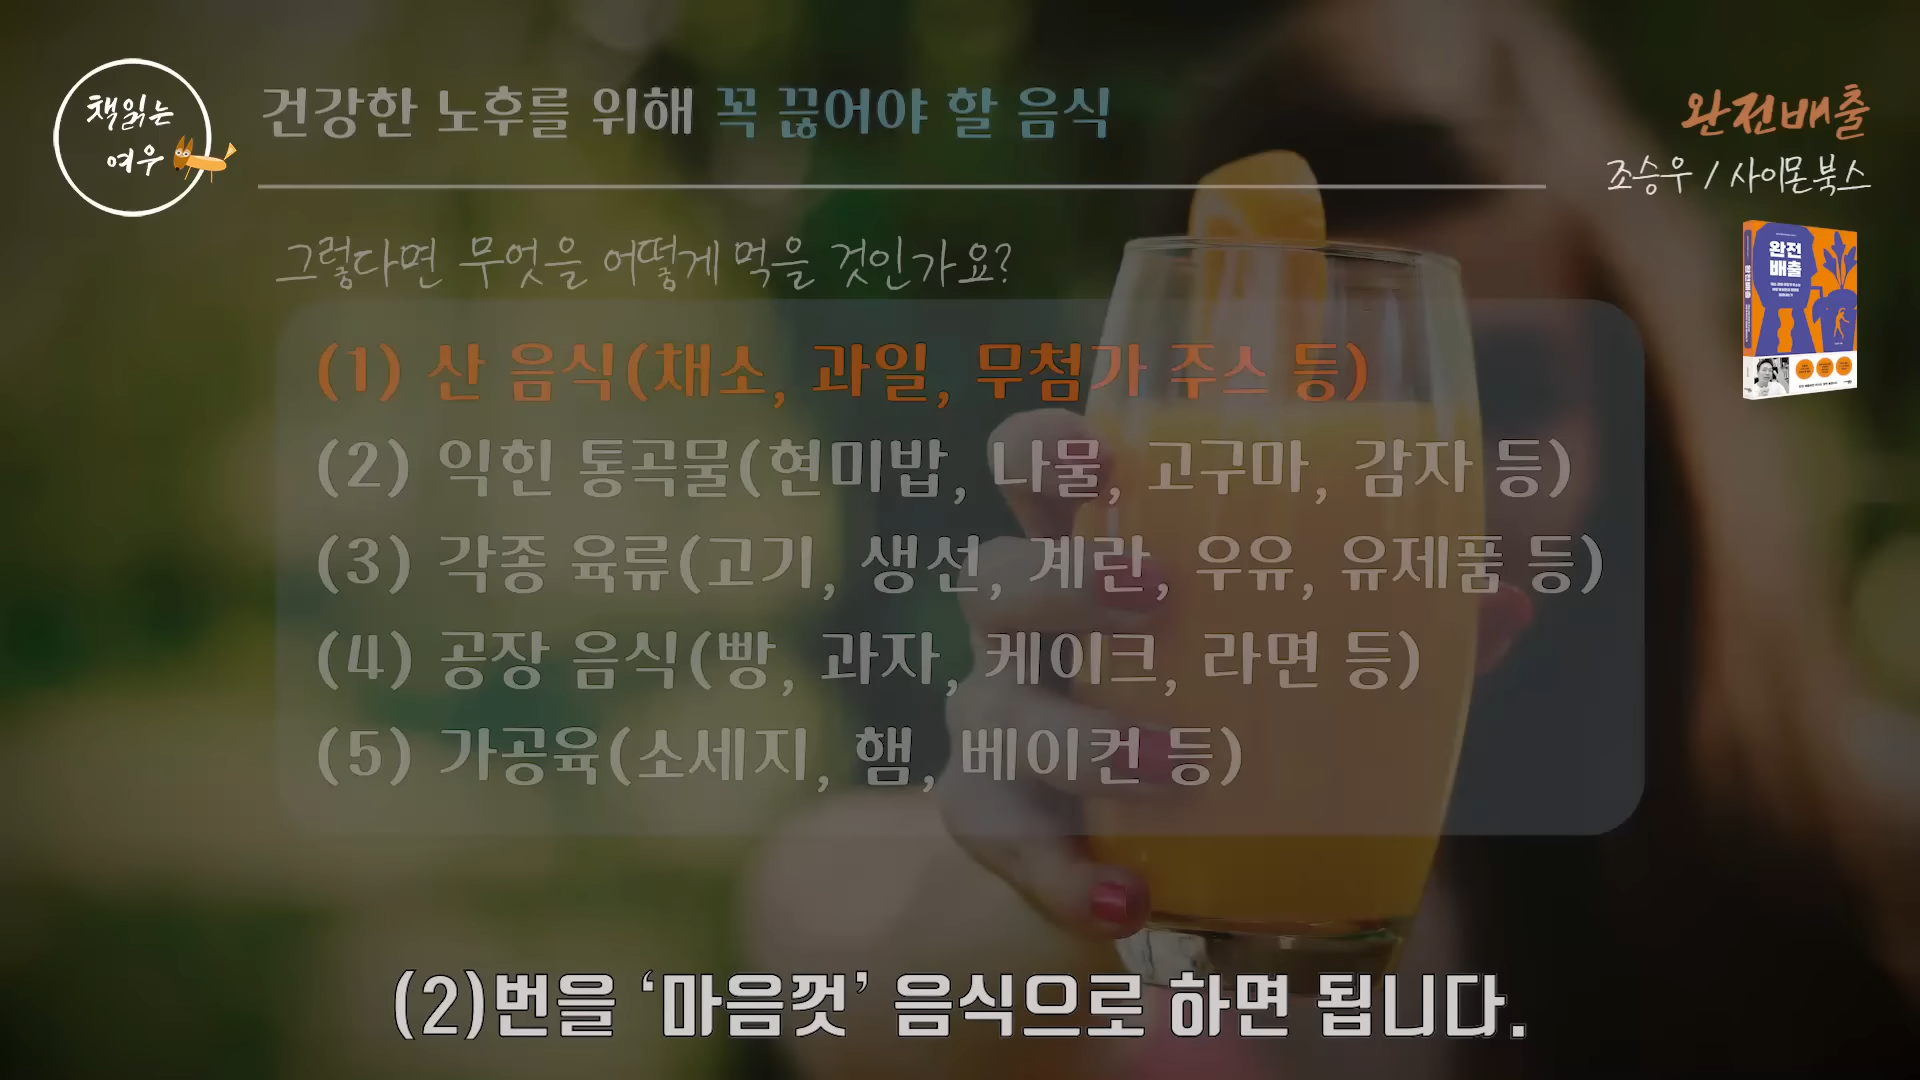 책읽는
여우
건강한 노후를 위해 꼭 끊어야 할 음식
완전배출
조승우 / 사이몬북스
완전
배출
그렇다면 무엇을 어떻게 먹을 것인가요?
(1) 산 음식(채소, 과일, 무첨가 주스 등)
(2) 익힌 통곡물(현미밥, 나물, 고구마, 감자 등)
(3) 각종 육류(고기, 생선, 계란, 우유, 유제품 등)
(4) 공장 음식(빵, 과자, 케이크, 라면 등)
(5) 가공육(소세지, 햄, 베이컨 등)
(2)번을 ‘마음껏’ 음식으로 하면 됩니다.